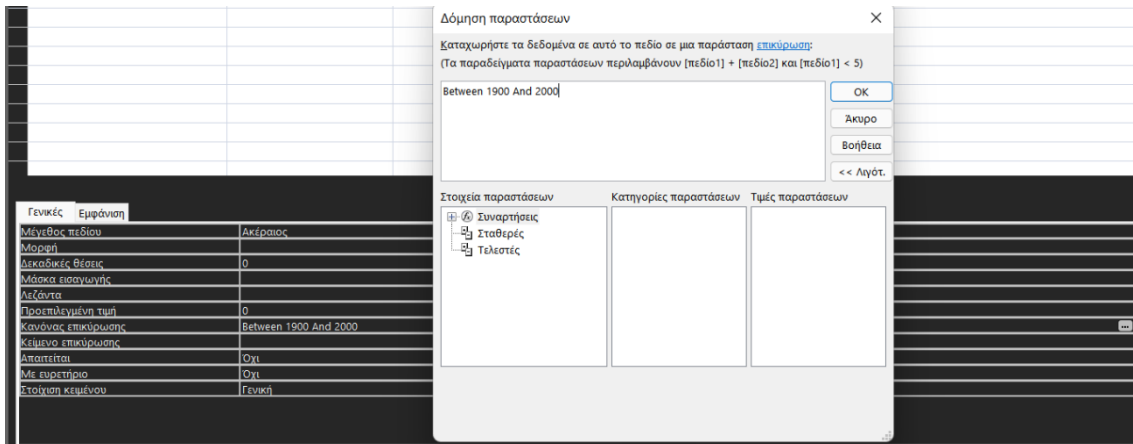 Δόμηση παραστάσεων
Καταχωρήστε τα δεδομένα σε αυτό το πεδίο σε μια παράσταση επικύρωση:
(Τα παραδείγματα παραστάσεων περιλαμβάνουν [πεδίο1] + [πεδίο2] και [πεδίο1] < 5)
Between 1900 And 2000
OK
Άκυρο
Βοήθεια
<< Λιγότ.
Στοιχεία παραστάσεων
Κατηγορίες παραστάσεων
Τιμές παραστάσεων
Συναρτήσεις
Σταθερές
Τελεστές
Γενικές Εμφάνιση
Μέγεθος πεδίου Ακέραιος
Μορφή
Δεκαδικές θέσεις 0
Μάσκα εισαγωγής
Λεζάντα
Προεπιλεγμένη τιμή 0
Κανόνας επικύρωσης Between 1900 And 2000
Κείμενο επικύρωσης
Απαιτείται Όχι
Με ευρετήριο Όχι
Στοίχιση κειμένου Γενική